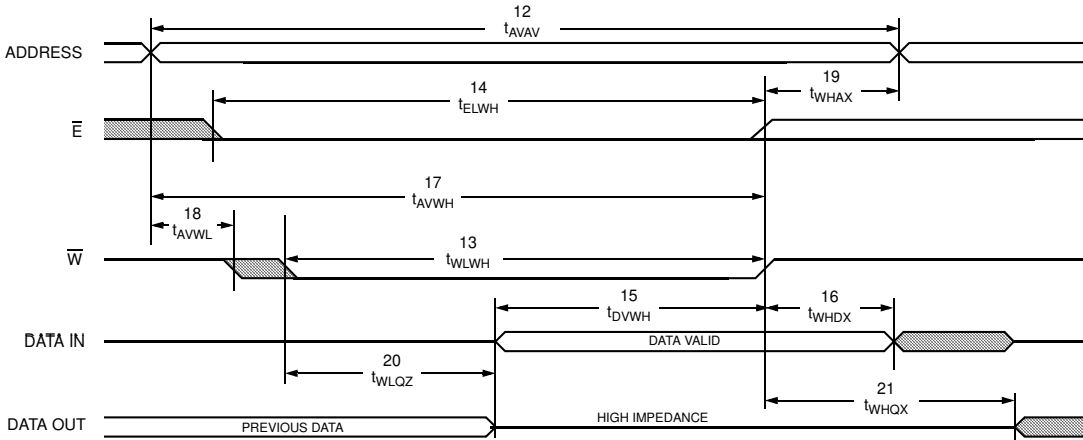 12
tAVAV
ADDRESS
19
tWHAX
14
tELWH
E̅
17
tAVWH
18
tAVWL
13
tWLWH
W̅
15
tDVWH
16
tWHDX
DATA IN
DATA VALID
20
tWLQZ
21
tWHQX
DATA OUT
PREVIOUS DATA
HIGH IMPEDANCE